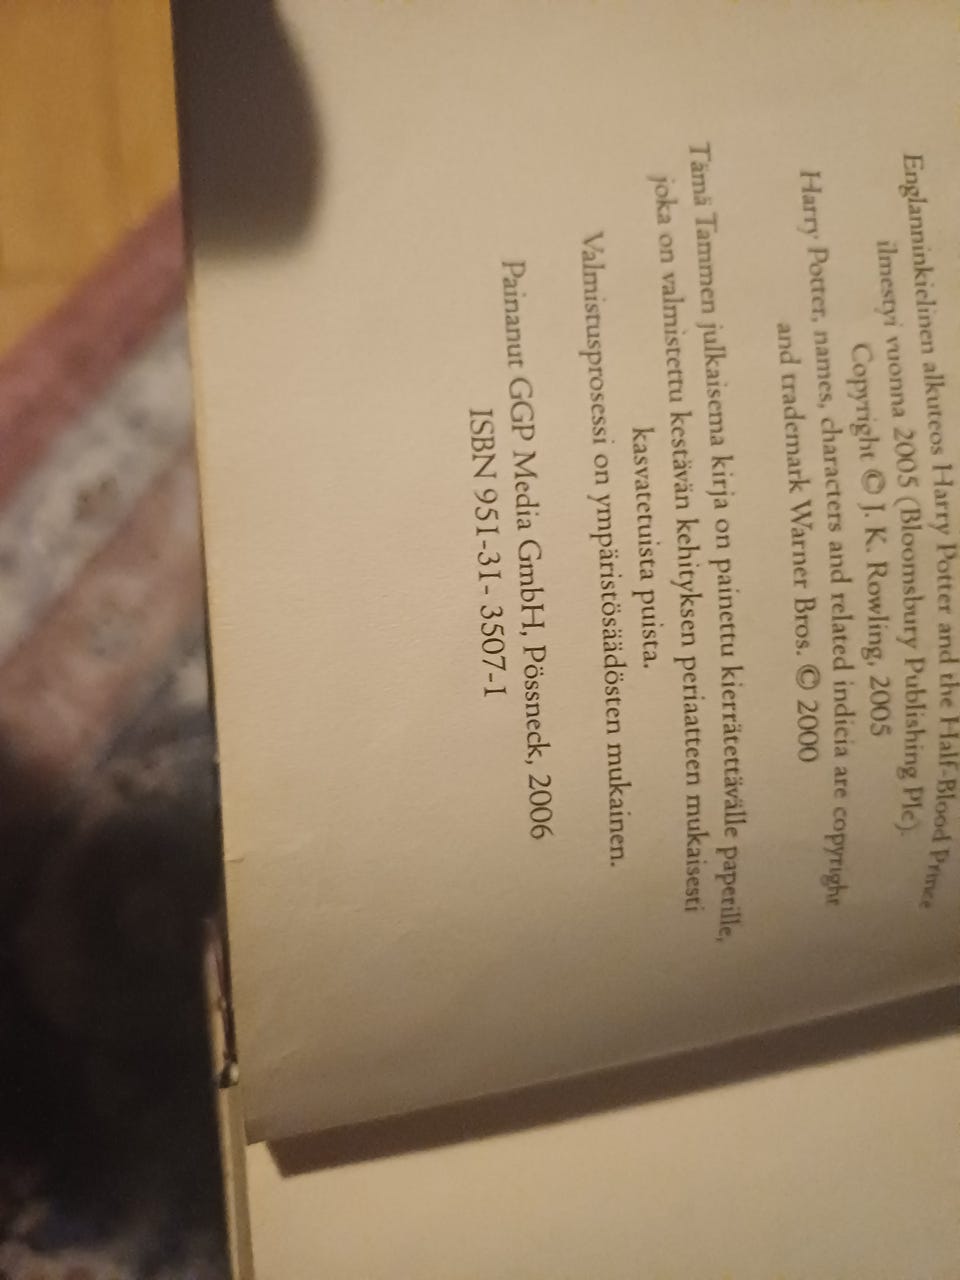 Englanninkielinen alkuteos Harry Potter and the Half-Blood Prince
ilmestyi vuonna 2005 (Bloomsbury Publishing Plc).
Copyright © J. K. Rowling, 2005
Harry Potter, names, characters and related indicia are copyright
and trademark Warner Bros. © 2000
Tämä Tammen julkaisema kirja on painettu kierrätettävälle paperille,
joka on valmistettu kestävän kehityksen periaatteen mukaisesti
kasvatetuista puista.
Valmistusprosessi on ympäristösäädösten mukainen.
Painanut GGP Media GmbH, Pössneck, 2006
ISBN 951-31- 3507-1